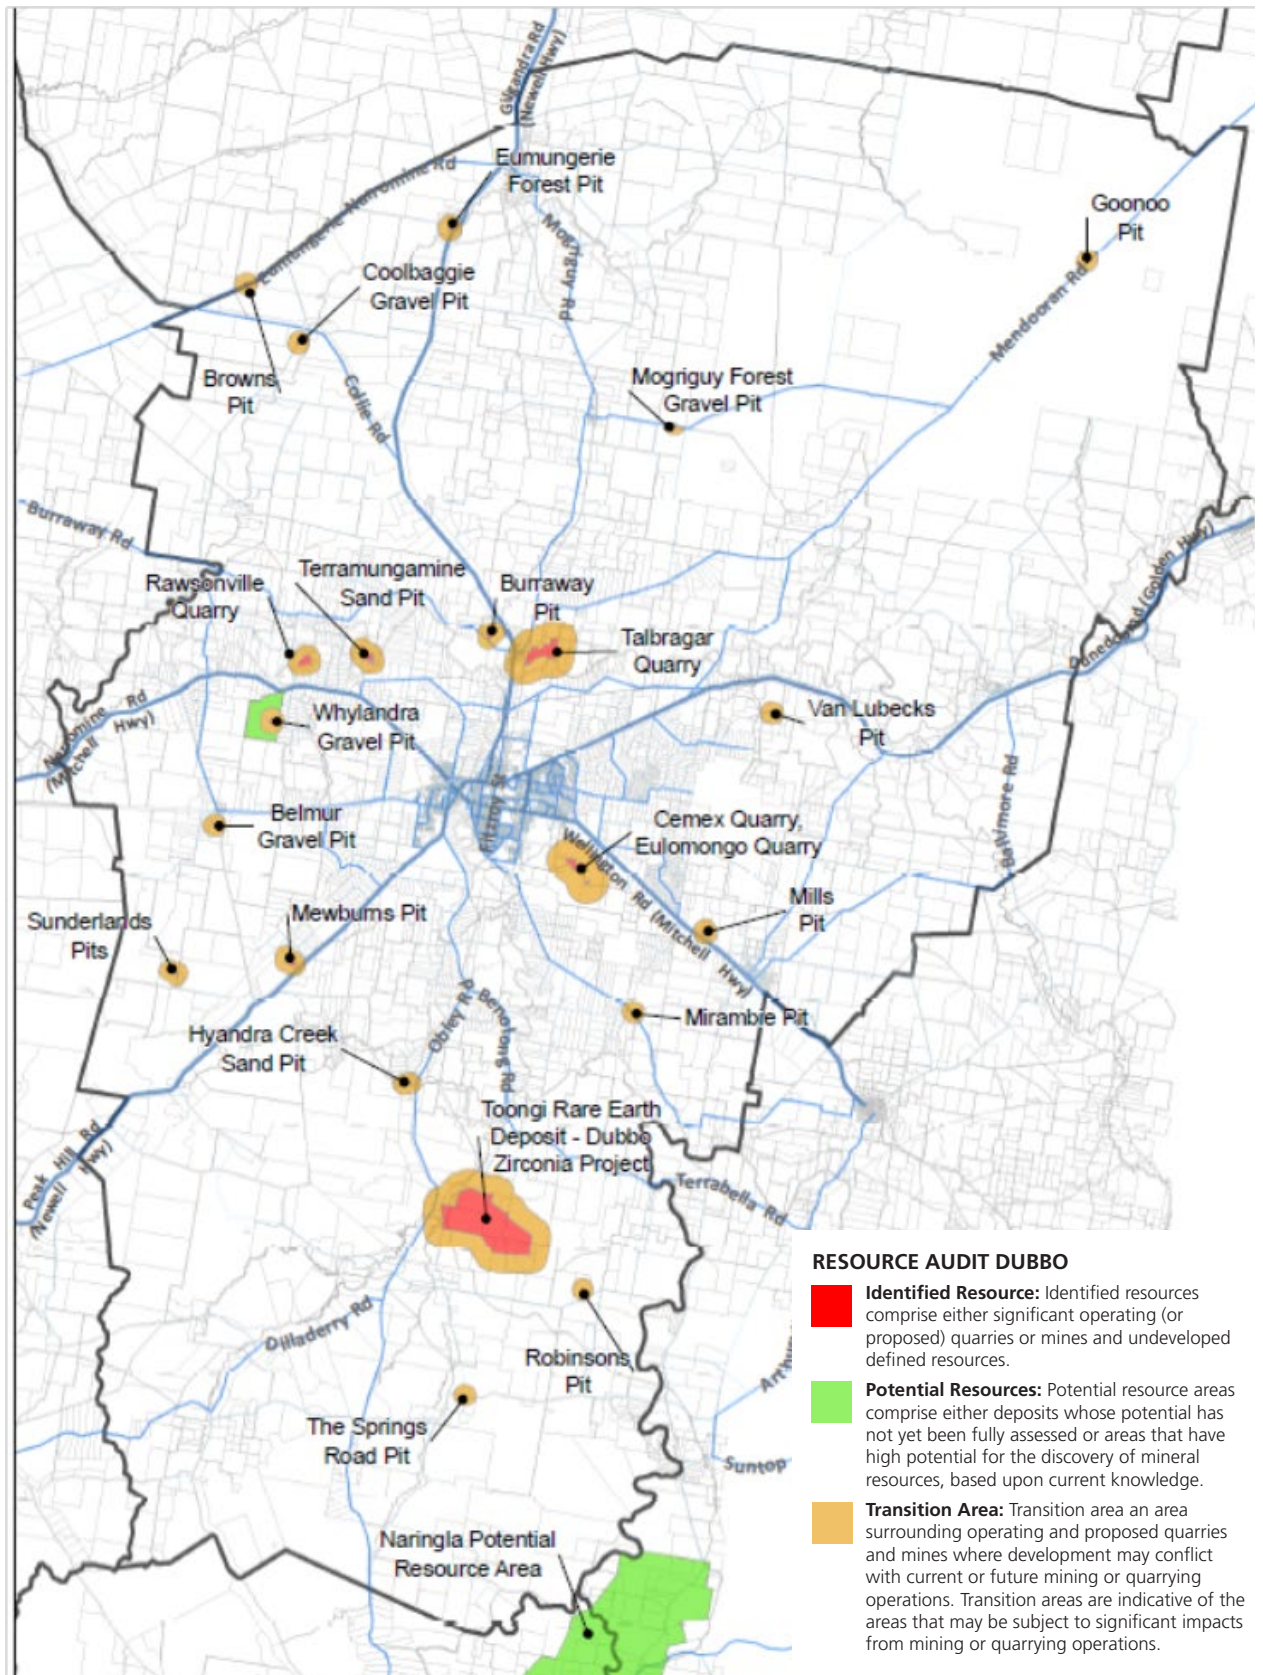 Gilgandra Rd
(Newell Hwy)
Eumungerie
Forest Pit
Eumungerie Narromine Rd
Goonoo
Pit
Mogriguy Rd
Coolbaggie
Gravel Pit
Mendooran Rd
Browns
Pit
Collie Rd
Mogriguy Forest
Gravel Pit
Burraway Rd
Rawsonville
Quarry
Terramungamine
Sand Pit
Burraway
Pit
Talbragar
Quarry
Dunedoo Rd (Golden Hwy)
Narromine Rd
(Mitchell Hwy)
Whylandra
Gravel Pit
Van Lubecks
Pit
Ballimore Rd
Fitzroy St
Belmur
Gravel Pit
Cemex Quarry,
Eulomongo Quarry
Wellington Rd (Mitchell Hwy)
Mills
Pit
Sunderlands
Pits
Mewburns Pit
Obley Rd
Benolong Rd
Mirambie Pit
Hyandra Creek
Sand Pit
Toongi Rare Earth
Deposit - Dubbo
Zirconia Project
Peak Hill Rd
(Newell Hwy)
Terrabella Rd
Dilladerry Rd
Robinsons
Pit
The Springs
Road Pit
Suntop
Naringla Potential
Resource Area
RESOURCE AUDIT DUBBO
Identified Resource: Identified resources
comprise either significant operating (or
proposed) quarries or mines and undeveloped
defined resources.
Potential Resources: Potential resource areas
comprise either deposits whose potential has
not yet been fully assessed or areas that have
high potential for the discovery of mineral
resources, based upon current knowledge.
Transition Area: Transition area an area
surrounding operating and proposed quarries
and mines where development may conflict
with current or future mining or quarrying
operations. Transition areas are indicative of the
areas that may be subject to significant impacts
from mining or quarrying operations.